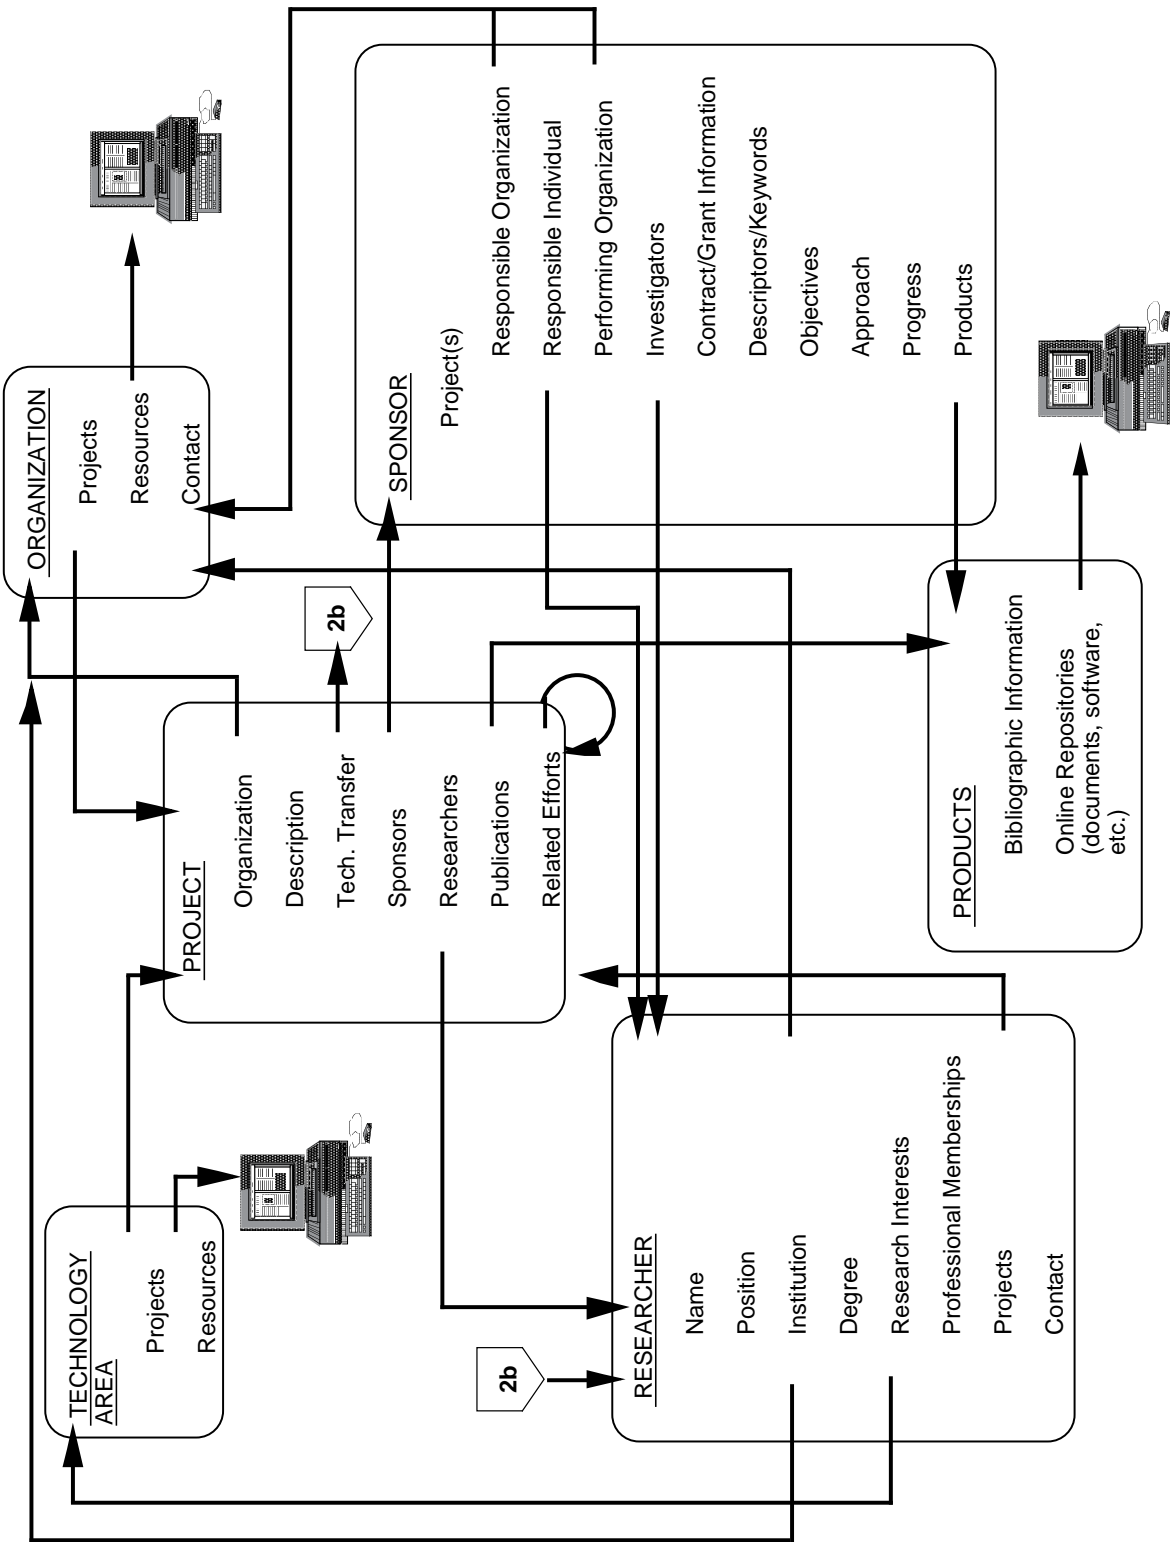 TECHNOLOGY
AREA
Projects
Resources
PROJECT
Organization
Description
Tech. Transfer
Sponsors
Researchers
Publications
Related Efforts
2b
ORGANIZATION
Projects
Resources
Contact
2b
RESEARCHER
Name
Position
Institution
Degree
Research Interests
Professional Memberships
Projects
Contact
PRODUCTS
Bibliographic Information
Online Repositories
(documents, software,
etc.)
SPONSOR
Project(s)
Responsible Organization
Responsible Individual
Performing Organization
Investigators
Contract/Grant Information
Descriptors/Keywords
Objectives
Approach
Progress
Products